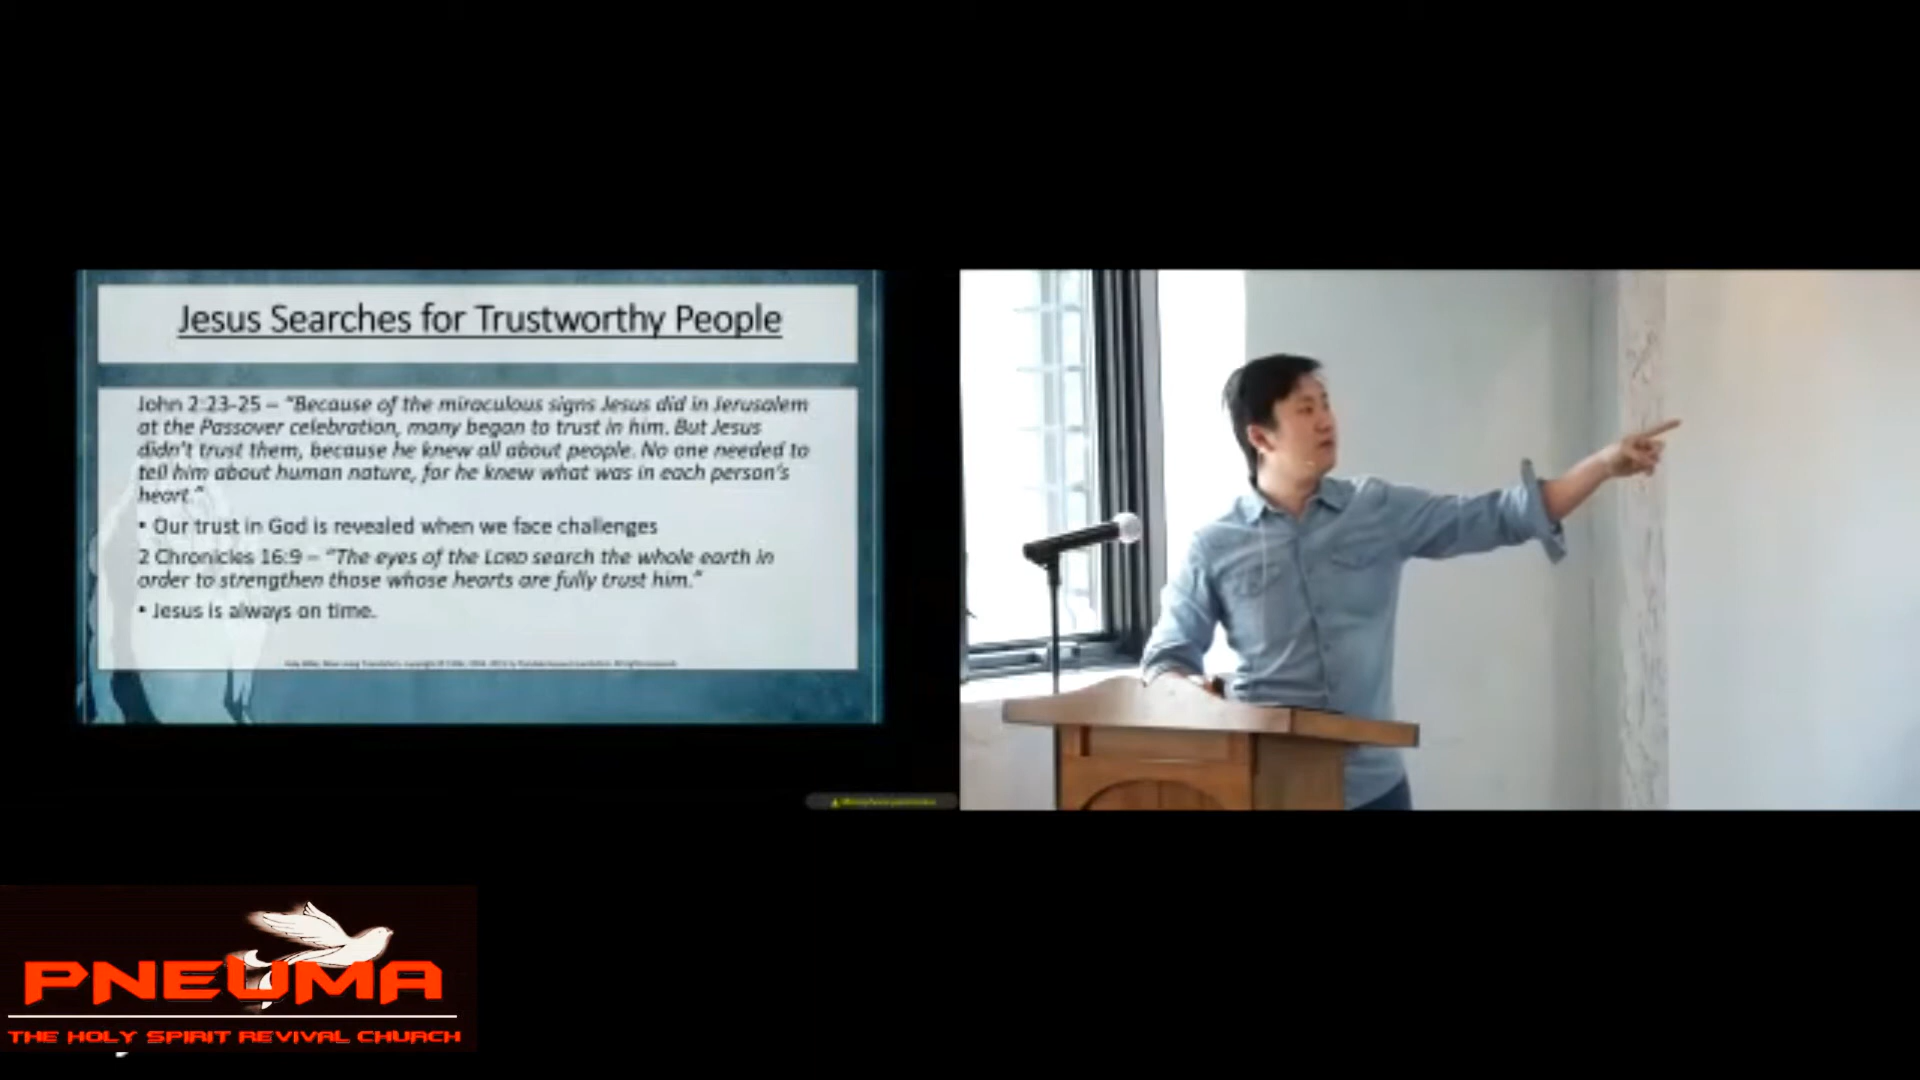 Jesus Searches for Trustworthy People
John 2:23-25 – “Because of the miraculous signs Jesus did in Jerusalem
at the Passover celebration, many began to trust in him. But Jesus
didn’t trust them, because he knew all about people. No one needed to
tell him about human nature, for he knew what was in each person’s
heart.”
• Our trust in God is revealed when we face challenges
2 Chronicles 16:9 – “The eyes of the LORD search the whole earth in
order to strengthen those whose hearts are fully trust him.”
• Jesus is always on time.
PNEUMA
THE HOLY SPIRIT REVIVAL CHURCH